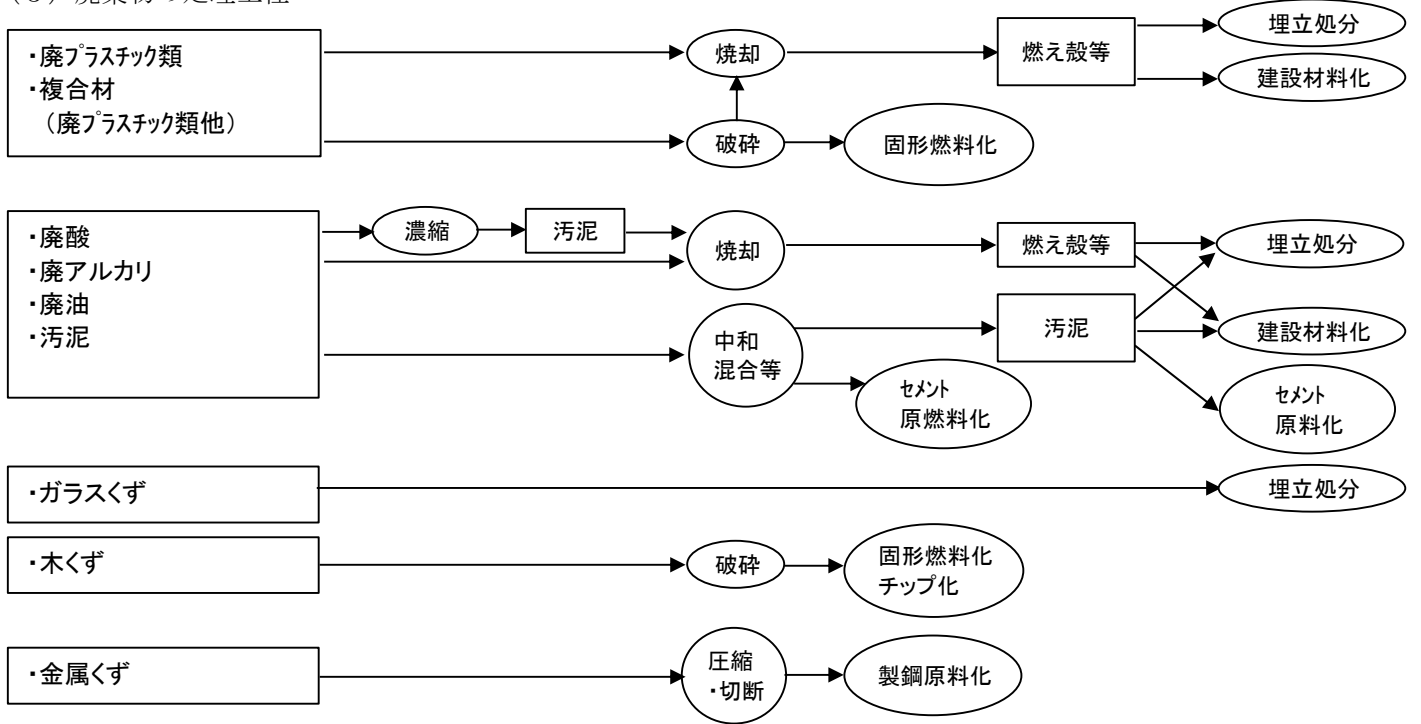 ・廃プラスチック類
・複合材
（廃プラスチック類他）
焼却
破砕
固形燃料化
燃え殻等
埋立処分
建設材料化
・廃酸
・廃アルカリ
・廃油
・汚泥
濃縮
汚泥
焼却
中和
混合等
セメント
原燃料化
燃え殻等
汚泥
埋立処分
建設材料化
セメント
原料化
・ガラスくず
埋立処分
・木くず
破砕
固形燃料化
チップ化
・金属くず
圧縮
・切断
製鋼原料化